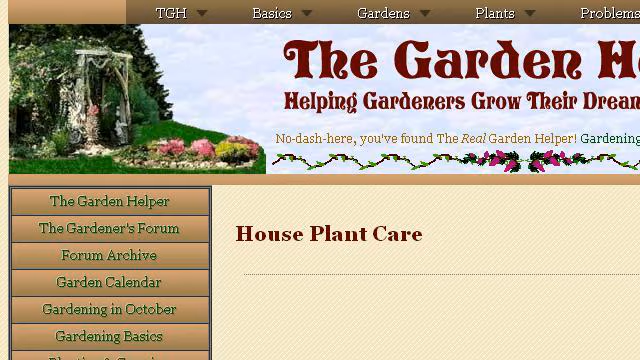 TGH Basics Gardens Plants Problems
The Garden
Helping Gardeners Grow Their
No-dash-here, you've found The Real Garden Helper! Gardening
The Garden Helper
The Gardener's Forum
House Plant Care
Forum Archive
Garden Calendar
Gardening in October
Gardening Basics